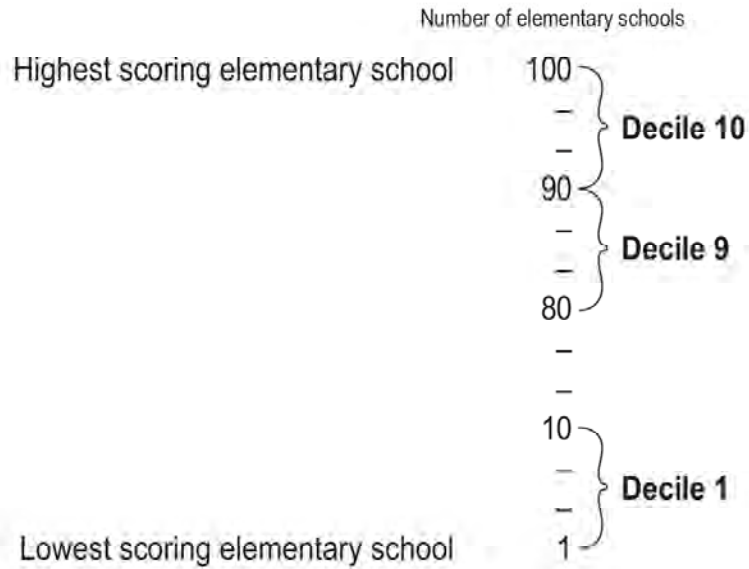 Number of elementary schools
Highest scoring elementary school 100
–
Decile 10
–
90
–
Decile 9
–
80
–
–
10
–
Decile 1
–
Lowest scoring elementary school 1